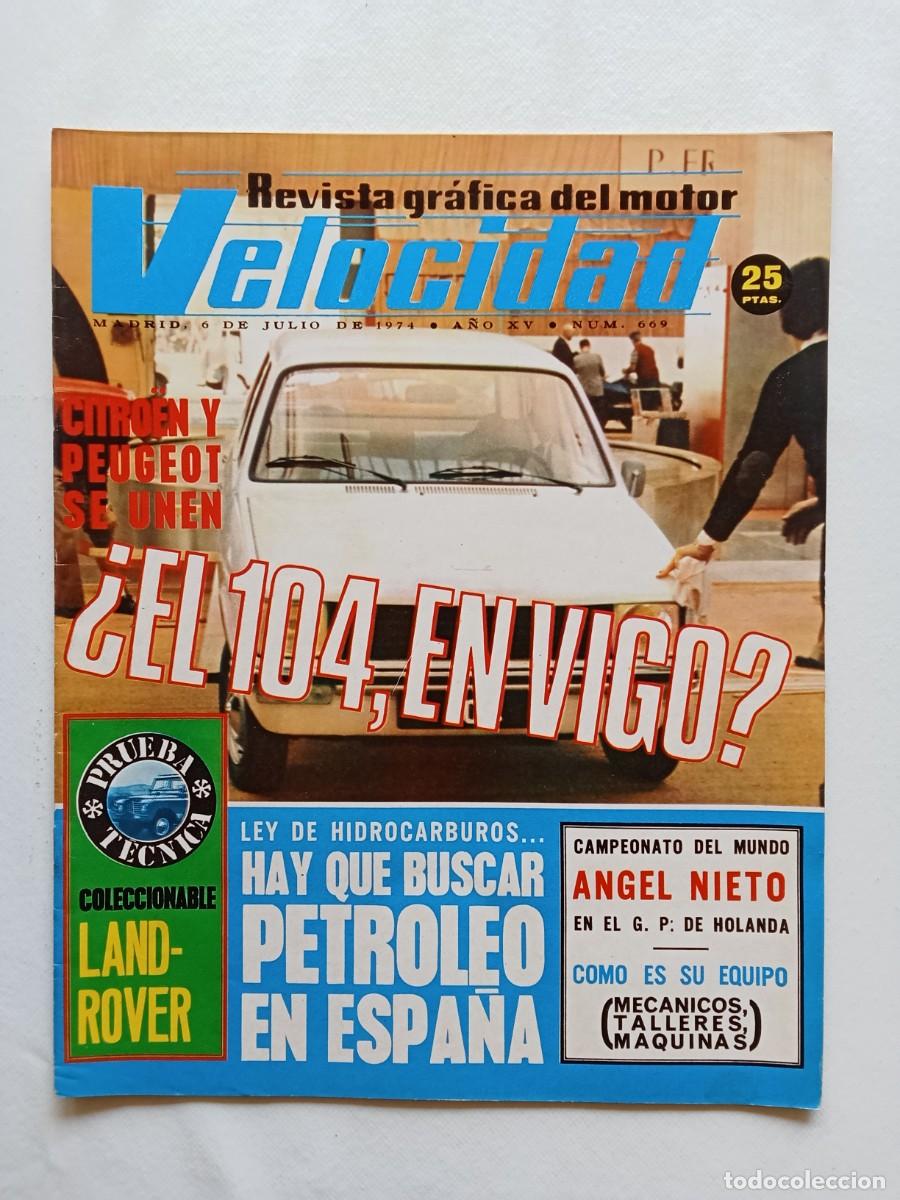 P. FR
Revista gráfica del motor
Velocidad
25
PTAS.
MADRID, 6 DE JULIO DE 1974 • AÑO XV • NUM. 669
CITROËN Y
PEUGEOT
SE UNEN
¿EL 104, EN VIGO?
PRUEBA
TECNICA
COLECCIONABLE
LAND-
ROVER
LEY DE HIDROCARBUROS...
HAY QUE BUSCAR
PETROLEO
EN ESPAÑA
CAMPEONATO DEL MUNDO
ANGEL NIETO
EN EL G. P: DE HOLANDA
COMO ES SU EQUIPO
(MECANICOS,
TALLERES,
MAQUINAS)
todocoleccion